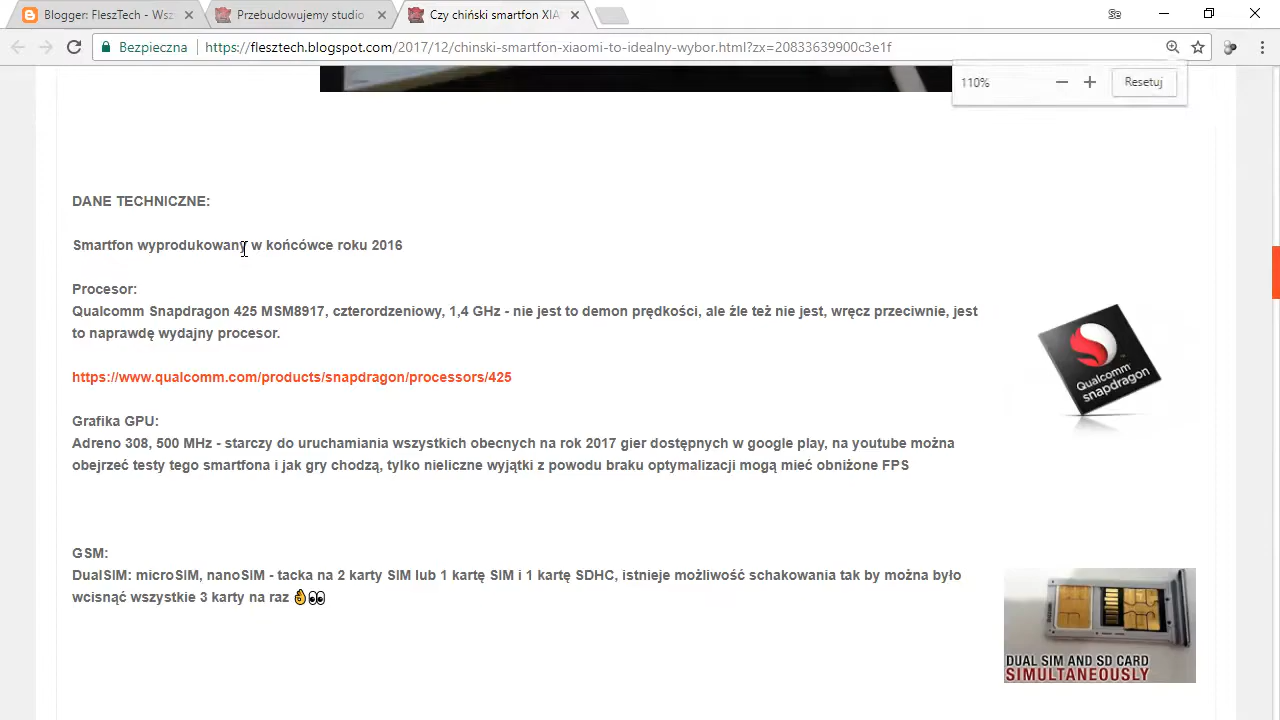 Blogger: FleszTech - Wsz
Przebudowujemy studio
Czy chiński smartfon XIA
Se
Bezpieczna
https://flesztech.blogspot.com/2017/12/chinski-smartfon-xiaomi-to-idealny-wybor.html?zx=20833639900c3e1f
110%
Resetuj
DANE TECHNICZNE:
Smartfon wyprodukowany w końcówce roku 2016
Procesor:
Qualcomm Snapdragon 425 MSM8917, czterordzeniowy, 1,4 GHz - nie jest to demon prędkości, ale źle też nie jest, wręcz przeciwnie, jest
to naprawdę wydajny procesor.
Qualcomm
snapdragon
https://www.qualcomm.com/products/snapdragon/processors/425
Grafika GPU:
Adreno 308, 500 MHz - starczy do uruchamiania wszystkich obecnych na rok 2017 gier dostępnych w google play, na youtube można
obejrzeć testy tego smartfona i jak gry chodzą, tylko nieliczne wyjątki z powodu braku optymalizacji mogą mieć obniżone FPS
GSM:
DualSIM: microSIM, nanoSIM - tacka na 2 karty SIM lub 1 kartę SIM i 1 kartę SDHC, istnieje możliwość schakowania tak by można było
wcisnąć wszystkie 3 karty na raz 👌👀
DUAL SIM AND SD CARD
SIMULTANEOUSLY